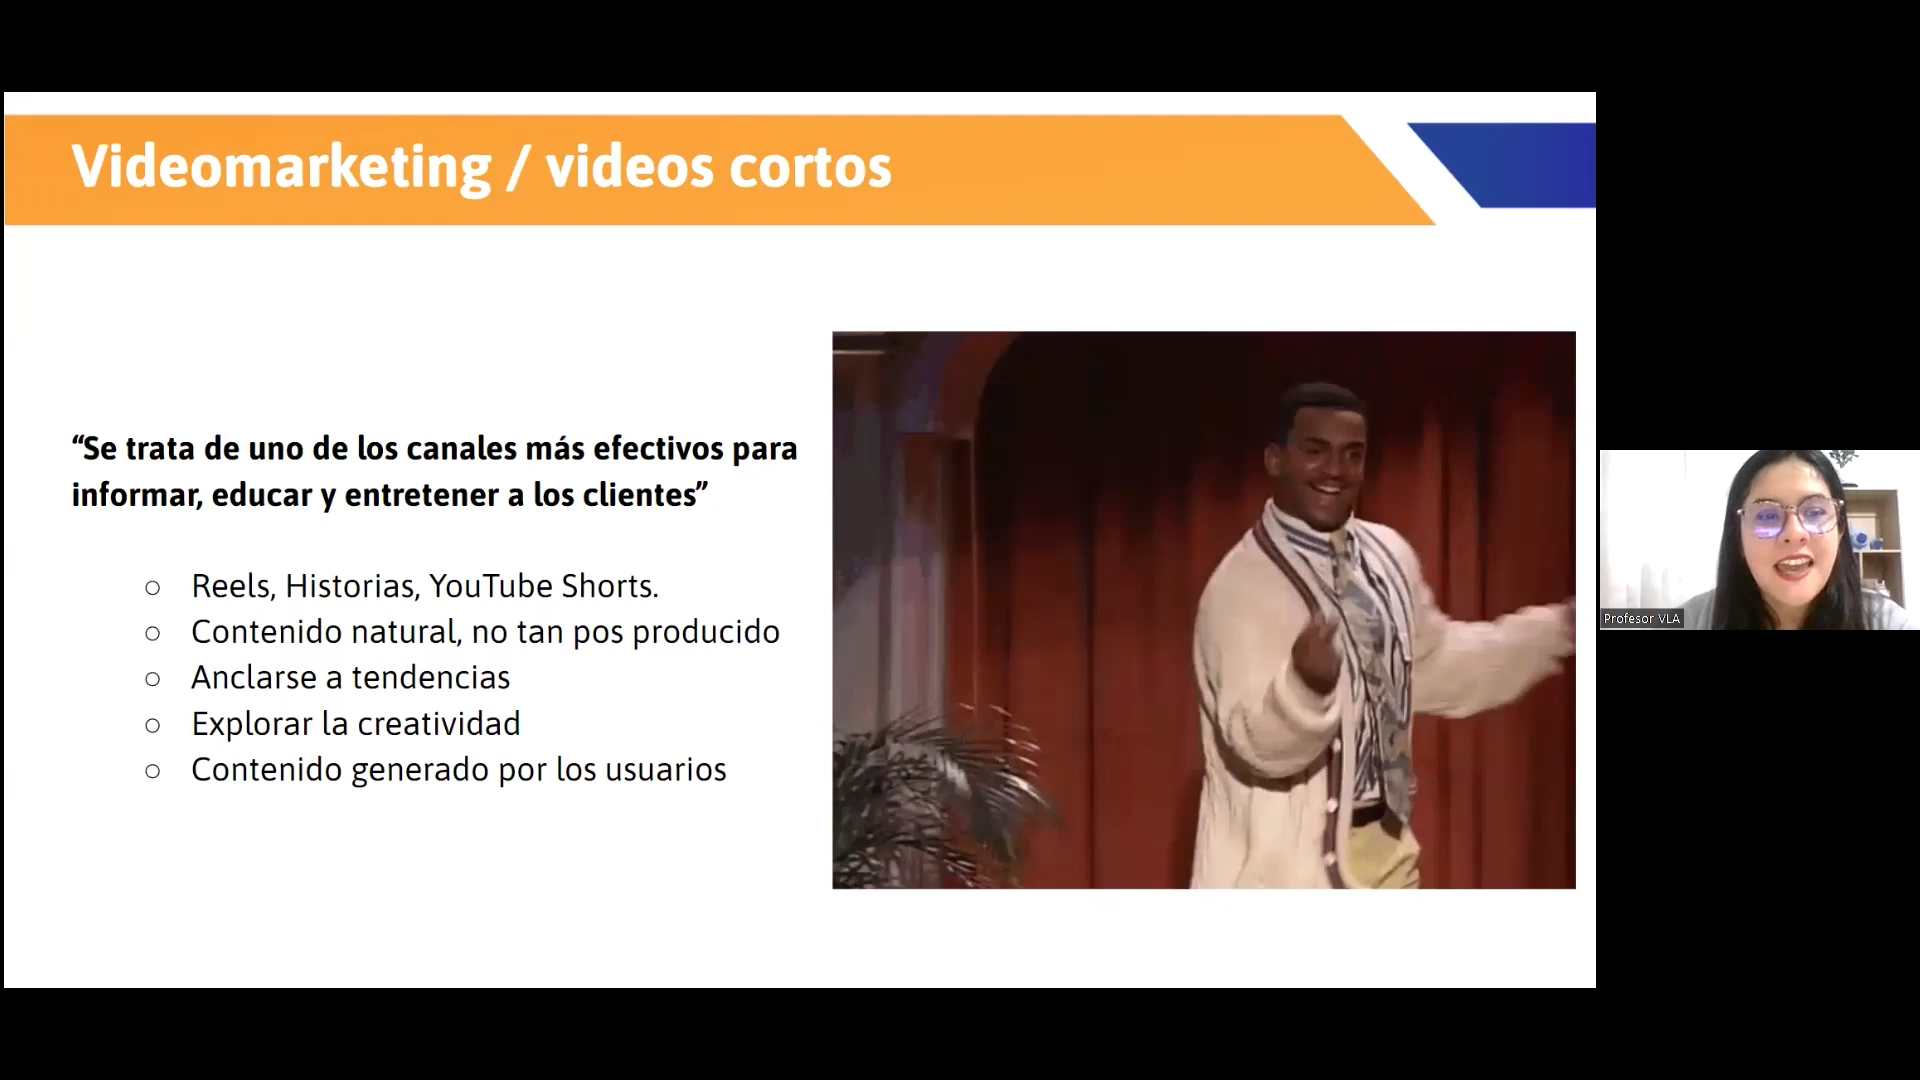 Videomarketing / videos cortos
“Se trata de uno de los canales más efectivos para
informar, educar y entretener a los clientes”
○ Reels, Historias, YouTube Shorts.
○ Contenido natural, no tan pos producido
○ Anclarse a tendencias
○ Explorar la creatividad
○ Contenido generado por los usuarios
Profesor VLA